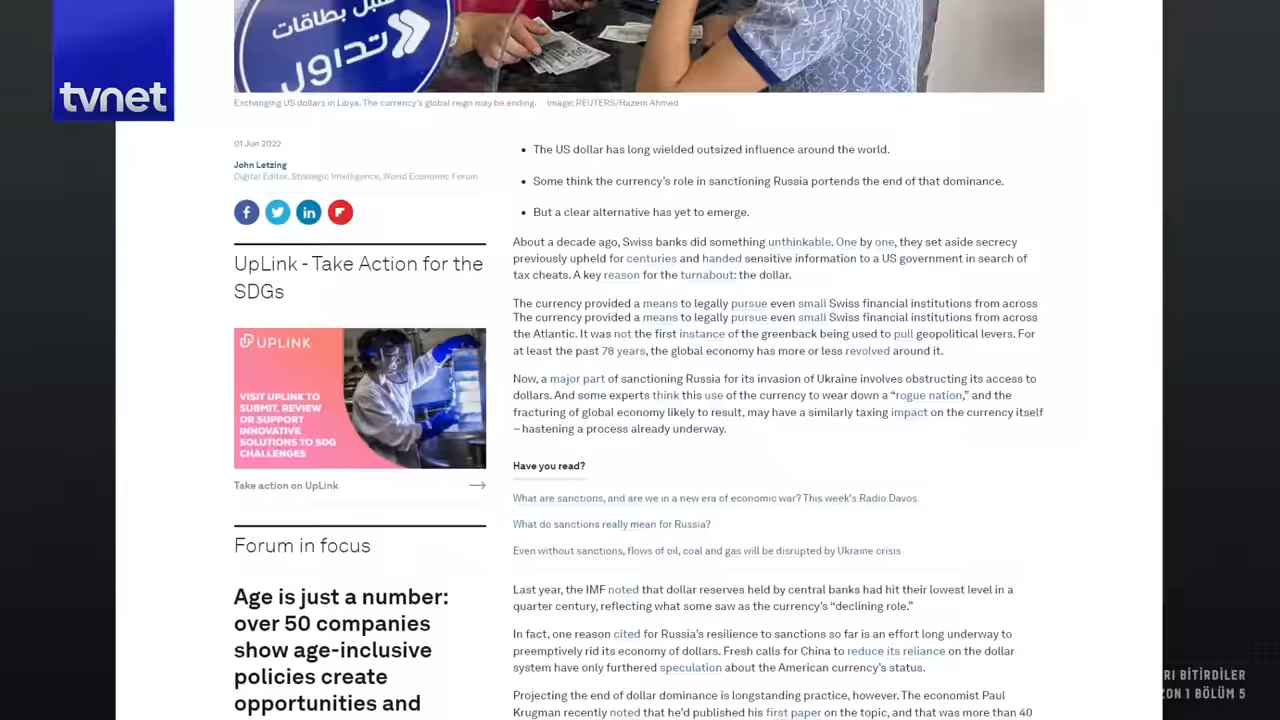 قبل بطاقات
تداول
tvnet
Exchanging US dollars in Libya. The currency's global reign may be ending. Image: REUTERS/Hazem Ahmed
01 Jun 2022
John Letzing
Digital Editor, Strategic Intelligence, World Economic Forum
UpLink - Take Action for the
SDGs
UPLINK
VISIT UPLINK TO
SUBMIT, REVIEW
OR SUPPORT
INNOVATIVE
SOLUTIONS TO SDG
CHALLENGES
Take action on UpLink
Forum in focus
Age is just a number:
over 50 companies
show age-inclusive
policies create
opportunities and
• The US dollar has long wielded outsized influence around the world.
• Some think the currency's role in sanctioning Russia portends the end of that dominance.
• But a clear alternative has yet to emerge.
About a decade ago, Swiss banks did something unthinkable. One by one, they set aside secrecy
previously upheld for centuries and handed sensitive information to a US government in search of
tax cheats. A key reason for the turnabout: the dollar.
The currency provided a means to legally pursue even small Swiss financial institutions from across
The currency provided a means to legally pursue even small Swiss financial institutions from across
the Atlantic. It was not the first instance of the greenback being used to pull geopolitical levers. For
at least the past 78 years, the global economy has more or less revolved around it.
Now, a major part of sanctioning Russia for its invasion of Ukraine involves obstructing its access to
dollars. And some experts think this use of the currency to wear down a “rogue nation,” and the
fracturing of global economy likely to result, may have a similarly taxing impact on the currency itself
– hastening a process already underway.
Have you read?
What are sanctions, and are we in a new era of economic war? This week's Radio Davos
What do sanctions really mean for Russia?
Even without sanctions, flows of oil, coal and gas will be disrupted by Ukraine crisis
Last year, the IMF noted that dollar reserves held by central banks had hit their lowest level in a
quarter century, reflecting what some saw as the currency's “declining role.”
In fact, one reason cited for Russia's resilience to sanctions so far is an effort long underway to
preemptively rid its economy of dollars. Fresh calls for China to reduce its reliance on the dollar
system have only furthered speculation about the American currency's status.
Projecting the end of dollar dominance is longstanding practice, however. The economist Paul
Krugman recently noted that he'd published his first paper on the topic, and that was more than 40
RI BİTİRDİLER
ZON 1 BÖLÜM 5